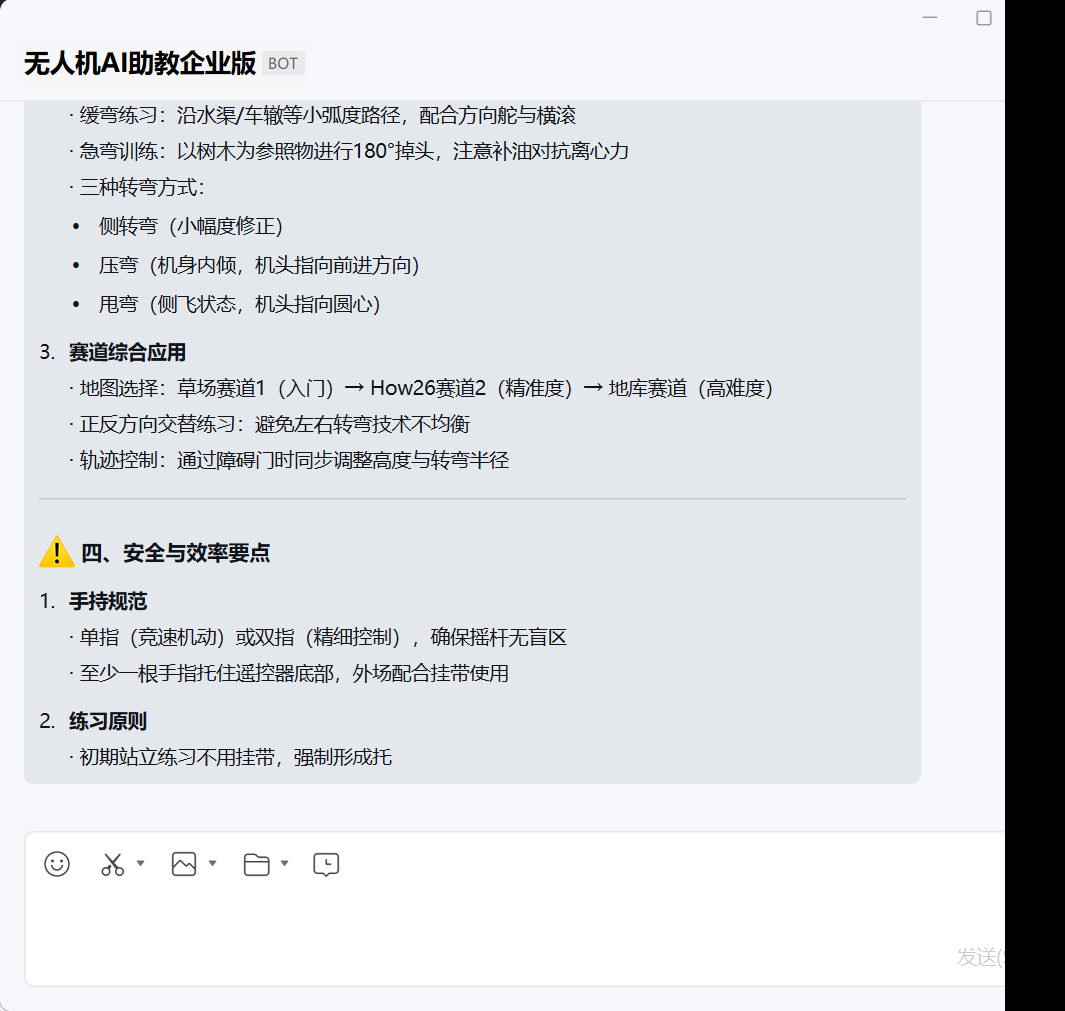 无人机AI助教企业版 BOT
· 缓弯练习：沿水渠/车辙等小弧度路径，配合方向舵与横滚
· 急弯训练：以树木为参照物进行180°掉头，注意补油对抗离心力
· 三种转弯方式：
• 侧转弯（小幅度修正）
• 压弯（机身内倾，机头指向前进方向）
• 甩弯（侧飞状态，机头指向圆心）
3. 赛道综合应用
· 地图选择：草场赛道1（入门）→ How26赛道2（精准度）→ 地库赛道（高难度）
· 正反方向交替练习：避免左右转弯技术不均衡
· 轨迹控制：通过障碍门时同步调整高度与转弯半径
⚠️ 四、安全与效率要点
1. 手持规范
· 单指（竞速机动）或双指（精细控制），确保摇杆无盲区
· 至少一根手指托住遥控器底部，外场配合挂带使用
2. 练习原则
· 初期站立练习不用挂带，强制形成托
发送(